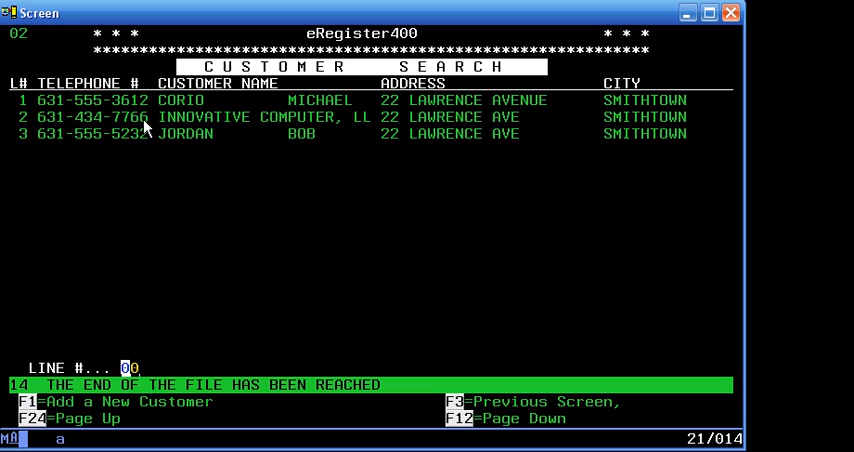 Screen
02 * * * eRegister400 * * *
************************************************************
C U S T O M E R S E A R C H
L# TELEPHONE # CUSTOMER NAME ADDRESS CITY
1 631-555-3612 CORIO MICHAEL 22 LAWRENCE AVENUE SMITHTOWN
2 631-434-7766 INNOVATIVE COMPUTER, LL 22 LAWRENCE AVE SMITHTOWN
3 631-555-5232 JORDAN BOB 22 LAWRENCE AVE SMITHTOWN
LINE #... 00
14 THE END OF THE FILE HAS BEEN REACHED
F1=Add a New Customer F3=Previous Screen,
F24=Page Up F12=Page Down
MA a 21/014